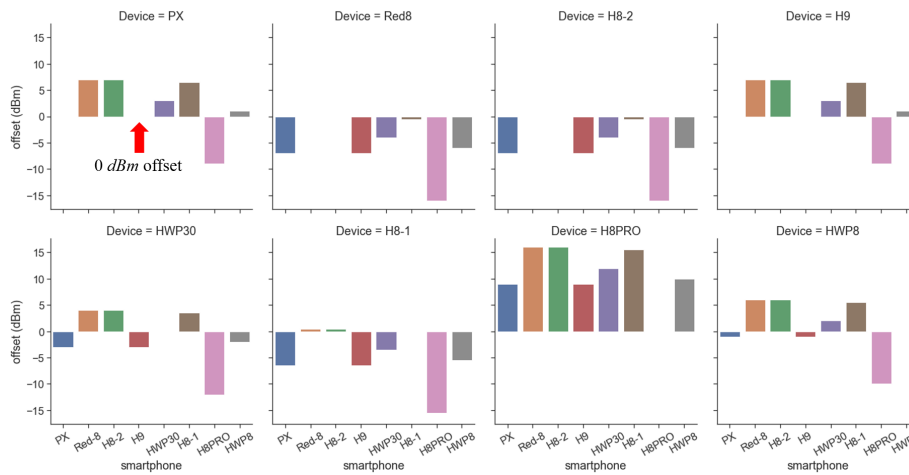 Device = PX
Device = Red8
Device = H8-2
Device = H9
15
10
5
0
−5
−10
−15
offset (dBm)
0 dBm offset
Device = HWP30
Device = H8-1
Device = H8PRO
Device = HWP8
15
10
5
0
−5
−10
−15
offset (dBm)
PX Red-8 H8-2 H9 HWP30 H8-1 H8PRO HWP8
PX Red-8 H8-2 H9 HWP30 H8-1 H8PRO HWP8
PX Red-8 H8-2 H9 HWP30 H8-1 H8PRO HWP8
PX Red-8 H8-2 H9 HWP30 H8-1 H8PRO
smartphone
smartphone
smartphone
smartphone